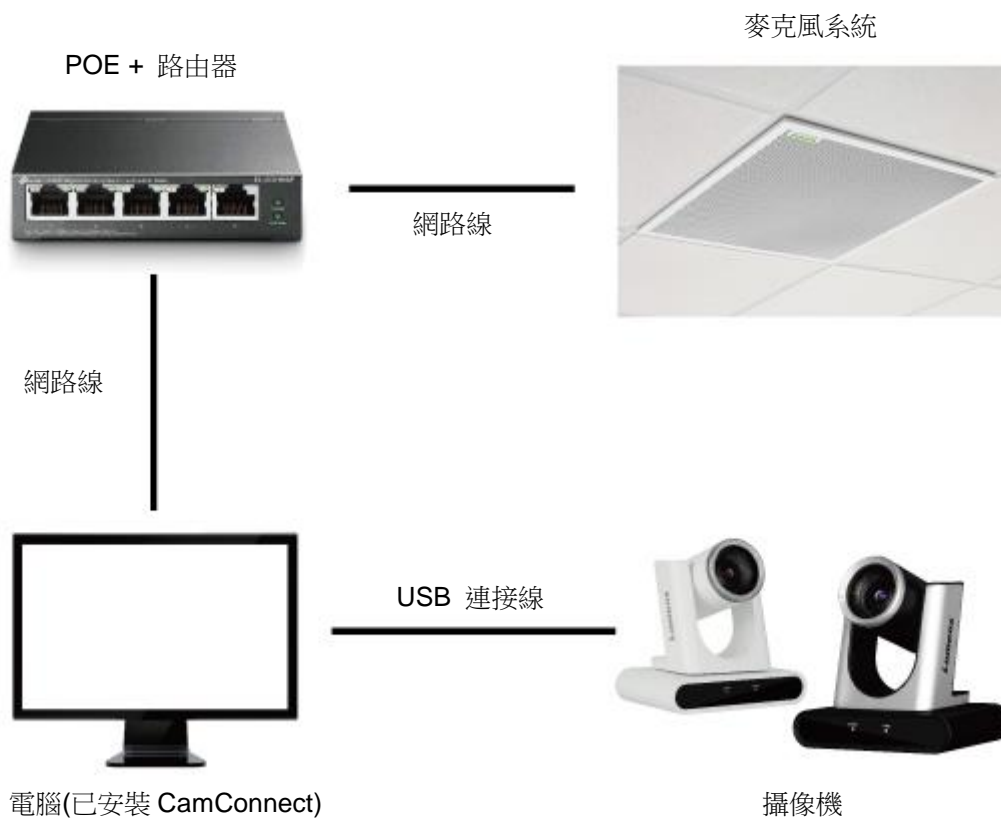 麥克風系統
POE + 路由器
網路線
網路線
USB 連接線
Lumens
電腦(已安裝 CamConnect)
攝像機